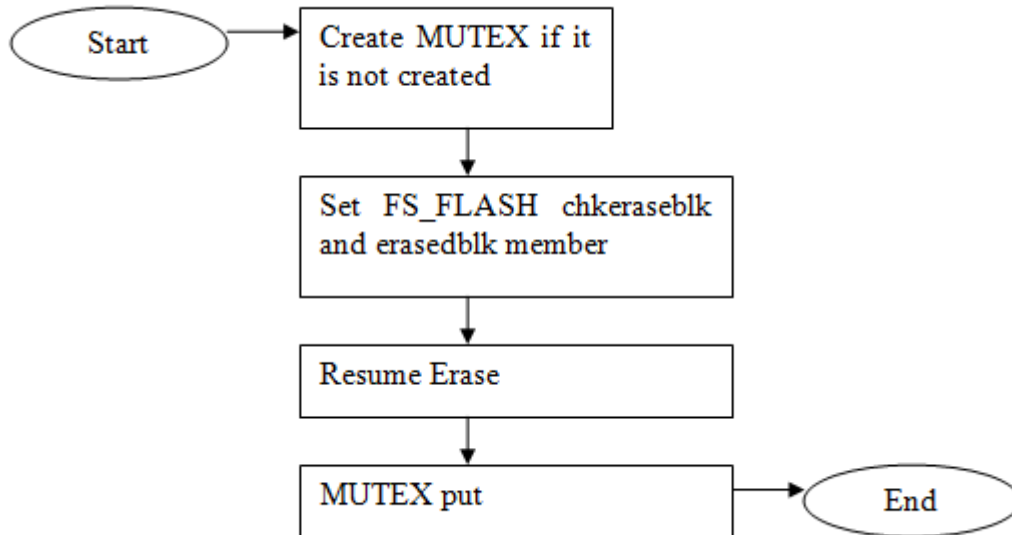 Start
Create MUTEX if it
is not created
Set FS_FLASH chkeraseblk
and erasedblk member
Resume Erase
MUTEX put
End